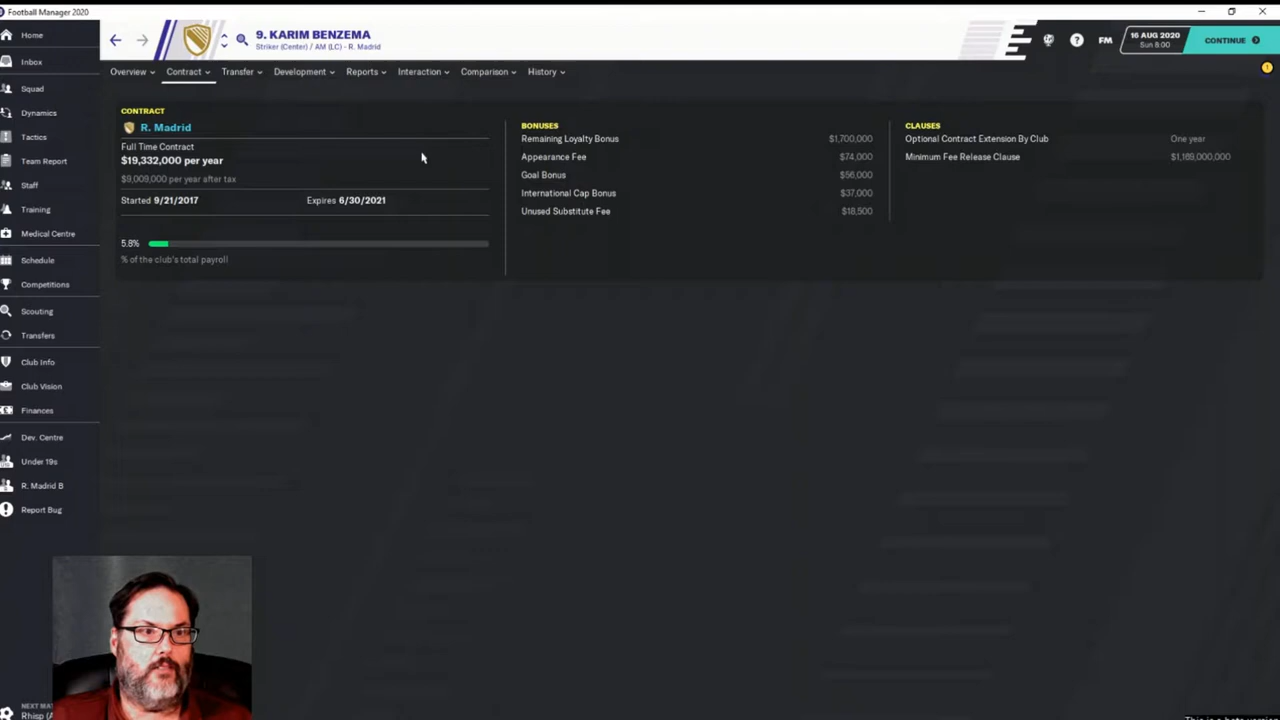 Football Manager 2020
9. KARIM BENZEMA
Striker (Center) / AM (LC) - R. Madrid
FM
16 AUG 2020
Sun 8:00
CONTINUE
Overview
Contract
Transfer
Development
Reports
Interaction
Comparison
History
Home
Inbox
Squad
Dynamics
Tactics
Team Report
Staff
Training
Medical Centre
Schedule
Competitions
Scouting
Transfers
Club Info
Club Vision
Finances
Dev. Centre
Under 19s
R. Madrid B
Report Bug
CONTRACT
R. Madrid
Full Time Contract
$19,332,000 per year
$9,009,000 per year after tax
Started 9/21/2017 Expires 6/30/2021
5.8%
% of the club's total payroll
BONUSES
Remaining Loyalty Bonus $1,700,000
Appearance Fee $74,000
Goal Bonus $56,000
International Cap Bonus $37,000
Unused Substitute Fee $18,500
CLAUSES
Optional Contract Extension By Club One year
Minimum Fee Release Clause $1,169,000,000
NEXT MA
Rhisp (A